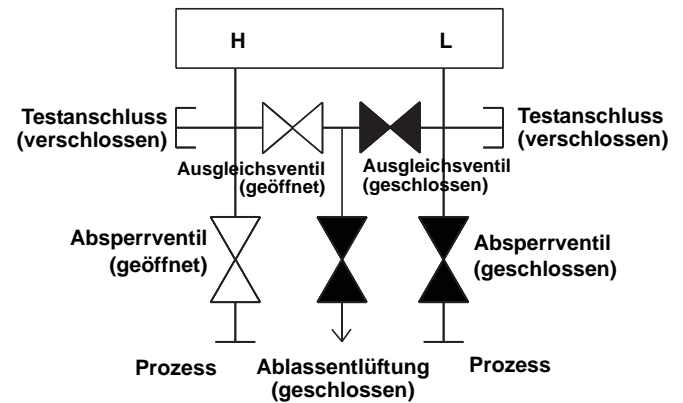 H
L
Testanschluss
(verschlossen)
Testanschluss
(verschlossen)
Ausgleichsventil
(geöffnet)
Ausgleichsventil
(geschlossen)
Absperrventil
(geöffnet)
Absperrventil
(geschlossen)
Prozess
Ablassentlüftung
(geschlossen)
Prozess